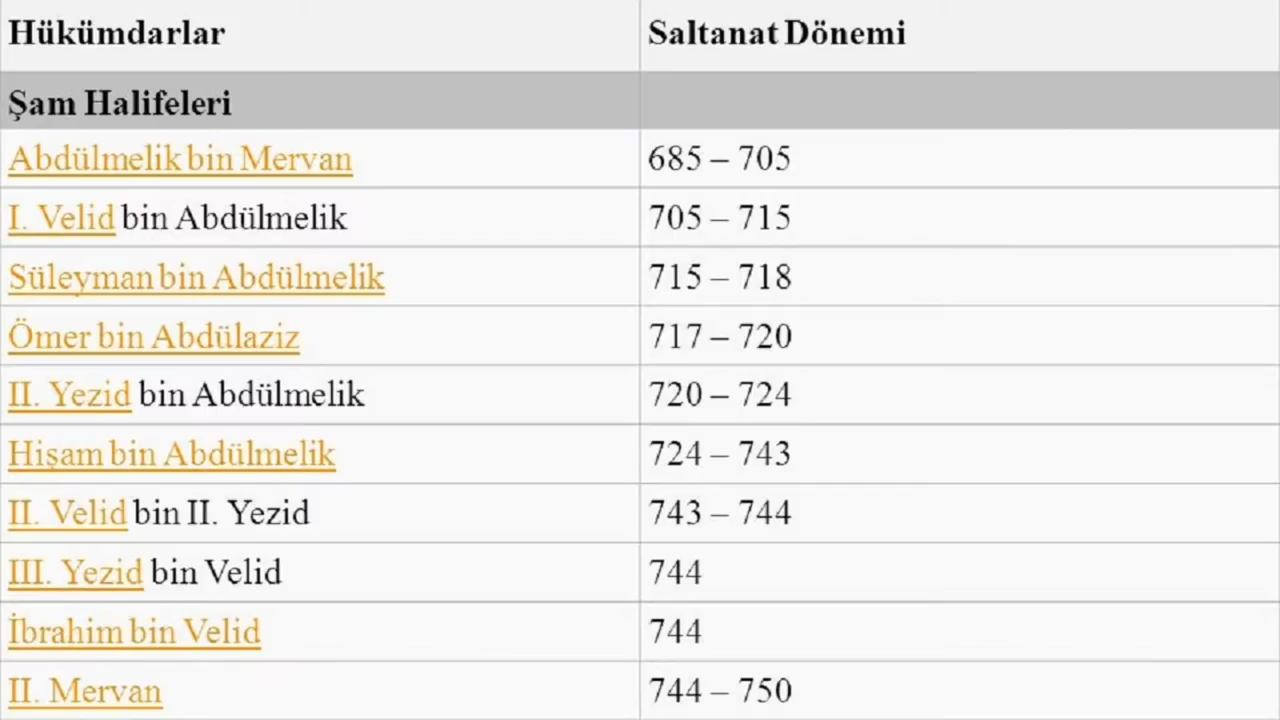 Hükümdarlar Saltanat Dönemi
Şam Halifeleri
Abdülmelik bin Mervan 685 – 705
I. Velid bin Abdülmelik 705 – 715
Süleyman bin Abdülmelik 715 – 718
Ömer bin Abdülaziz 717 – 720
II. Yezid bin Abdülmelik 720 – 724
Hişam bin Abdülmelik 724 – 743
II. Velid bin II. Yezid 743 – 744
III. Yezid bin Velid 744
İbrahim bin Velid 744
II. Mervan 744 – 750